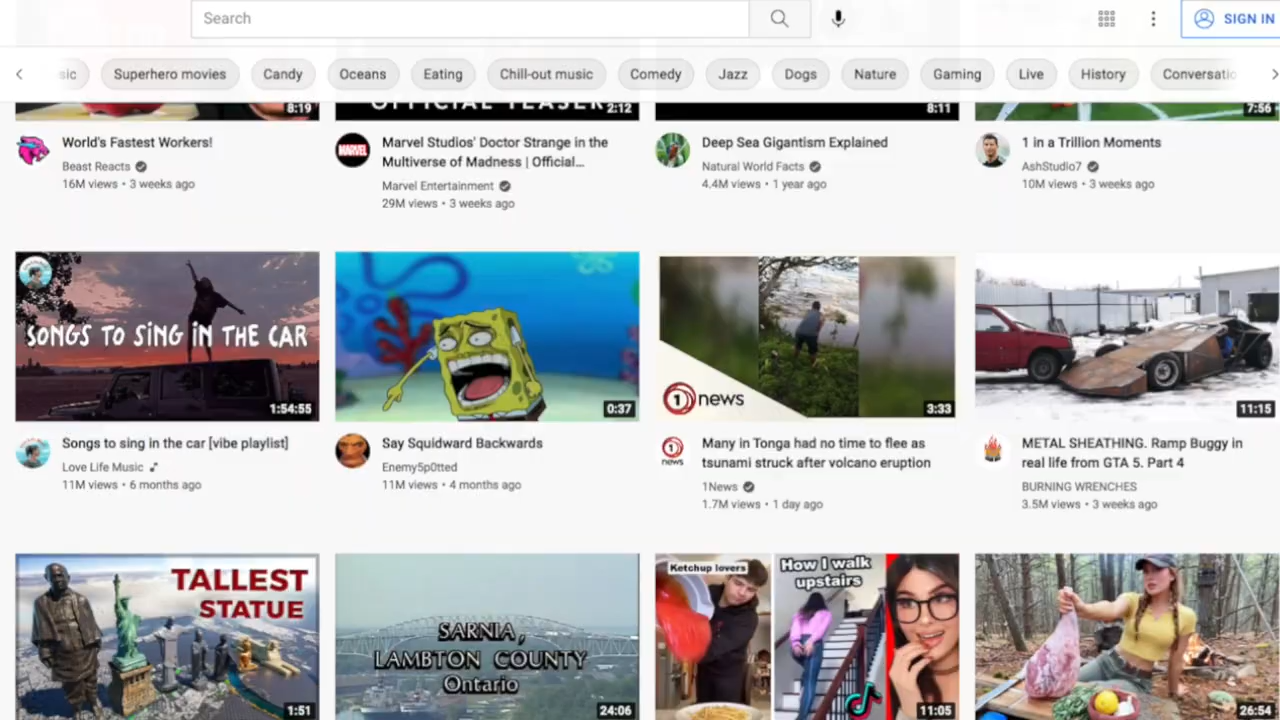 Search
SIGN IN
sic
Superhero movies
Candy
Oceans
Eating
Chill-out music
Comedy
Jazz
Dogs
Nature
Gaming
Live
History
Conversatio
8:19
OFFICIAL TEASER 2:12
8:11
7:56
World's Fastest Workers!
Beast Reacts
16M views • 3 weeks ago
MARVEL
Marvel Studios' Doctor Strange in the
Multiverse of Madness | Official...
Marvel Entertainment
29M views • 3 weeks ago
Deep Sea Gigantism Explained
Natural World Facts
4.4M views • 1 year ago
1 in a Trillion Moments
AshStudio7
10M views • 3 weeks ago
SONGS TO SING IN THE CAR
1:54:55
0:37
1 news
3:33
11:15
Songs to sing in the car [vibe playlist]
Love Life Music
11M views • 6 months ago
Say Squidward Backwards
Enemy5p0tted
11M views • 4 months ago
1
news
Many in Tonga had no time to flee as
tsunami struck after volcano eruption
1News
1.7M views • 1 day ago
METAL SHEATHING. Ramp Buggy in
real life from GTA 5. Part 4
BURNING WRENCHES
3.5M views • 3 weeks ago
TALLEST
STATUE
1:51
SARNIA,
LAMBTON COUNTY
Ontario
24:06
Ketchup lovers
How I walk
upstairs
11:05
26:54